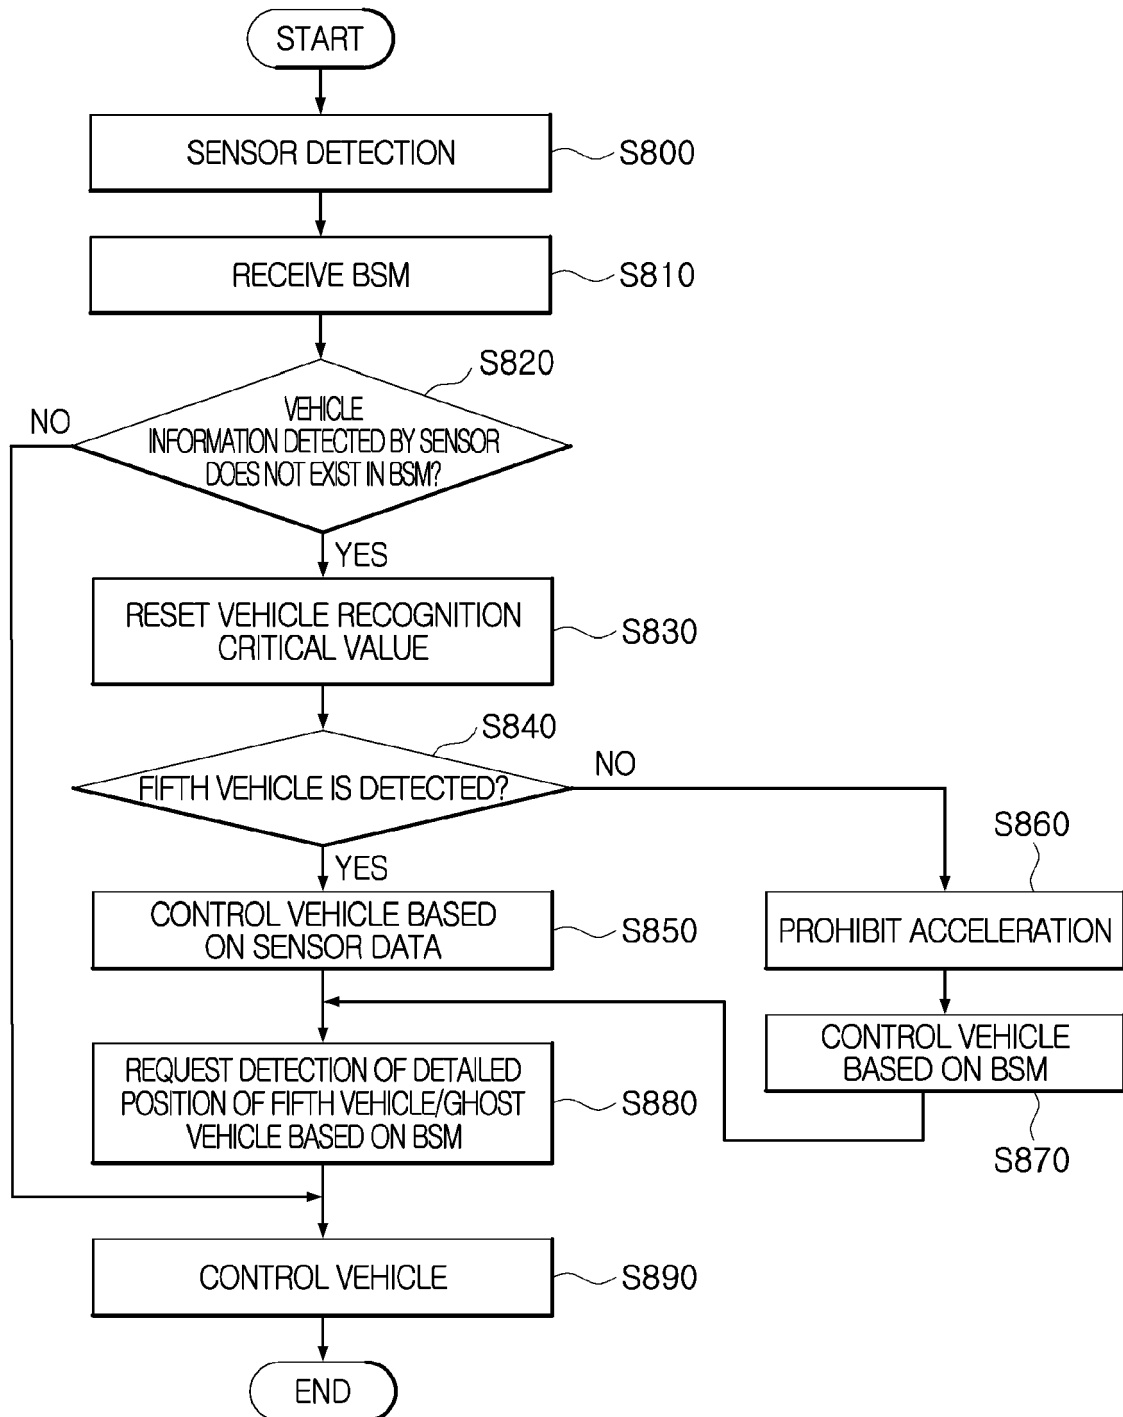 START
SENSOR DETECTION
S800
RECEIVE BSM
S810
S820
VEHICLE
INFORMATION DETECTED BY SENSOR
DOES NOT EXIST IN BSM?
NO
YES
RESET VEHICLE RECOGNITION
CRITICAL VALUE
S830
S840
FIFTH VEHICLE IS DETECTED?
NO
YES
S860
CONTROL VEHICLE BASED
ON SENSOR DATA
S850
PROHIBIT ACCELERATION
CONTROL VEHICLE
BASED ON BSM
S870
REQUEST DETECTION OF DETAILED
POSITION OF FIFTH VEHICLE/GHOST
VEHICLE BASED ON BSM
S880
CONTROL VEHICLE
S890
END